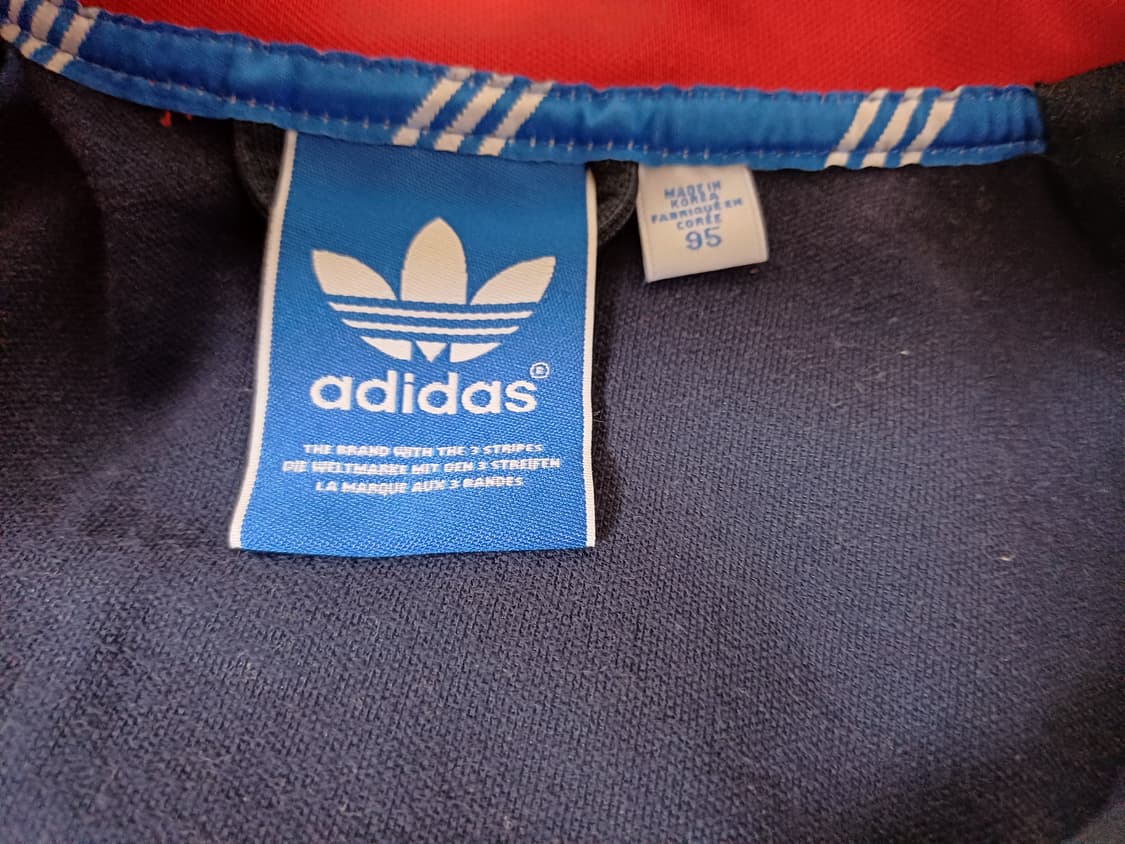 adidas®
THE BRAND WITH THE 3 STRIPES
DIE WELTMARKE MIT DEN 3 STREIFEN
LA MARQUE AUX 3 BANDES
MADE IN
KOREA
FABRIQUÉ EN
CORÉE
95